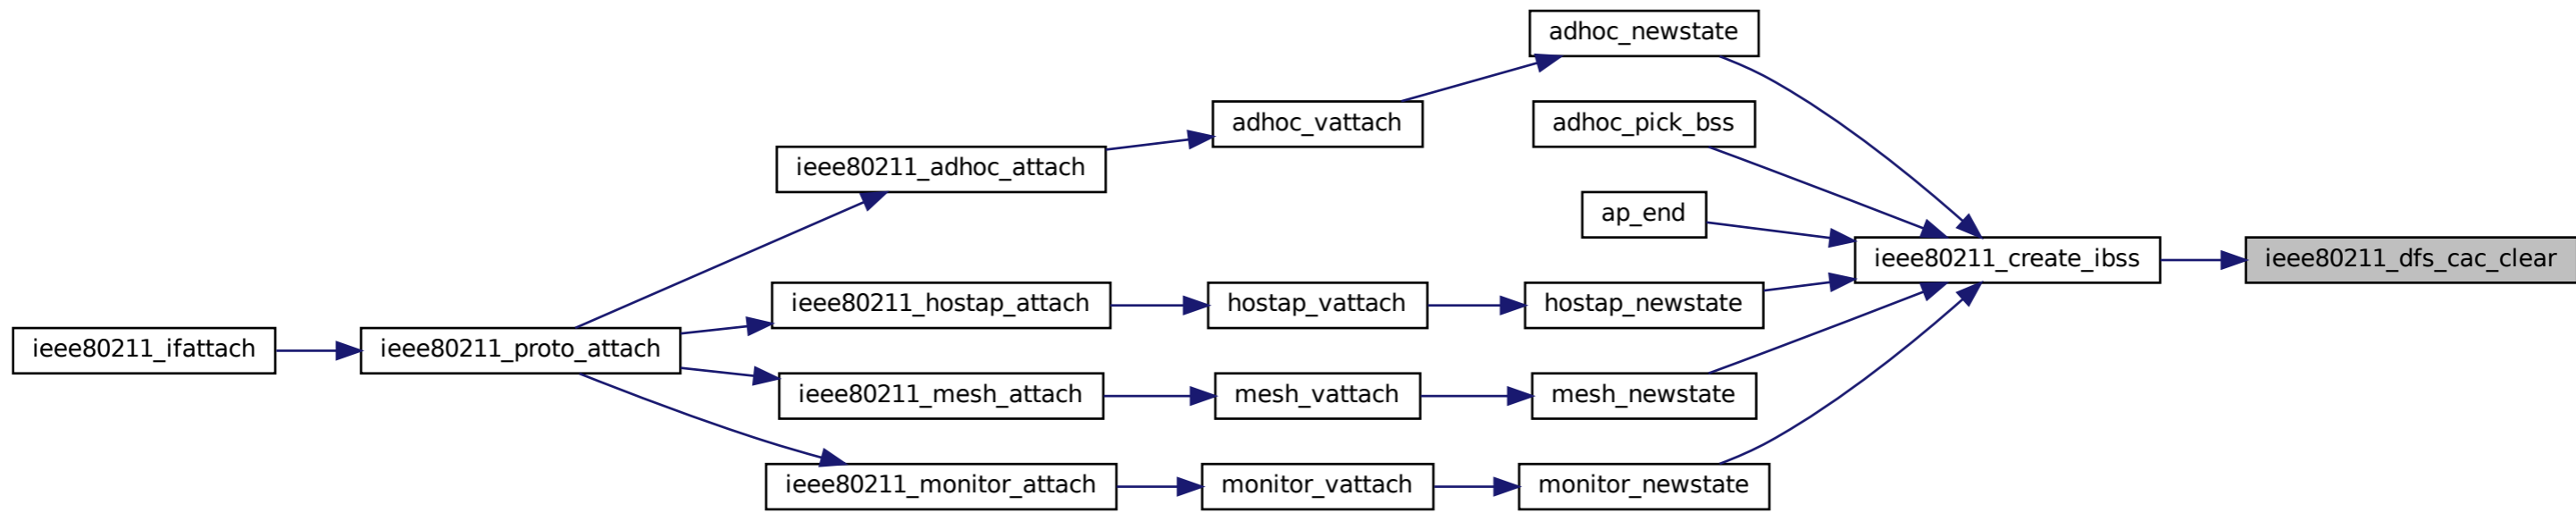 adhoc_newstate
adhoc_vattach
adhoc_pick_bss
ieee80211_adhoc_attach
ap_end
ieee80211_create_ibss
ieee80211_dfs_cac_clear
ieee80211_hostap_attach
hostap_vattach
hostap_newstate
ieee80211_ifattach
ieee80211_proto_attach
ieee80211_mesh_attach
mesh_vattach
mesh_newstate
ieee80211_monitor_attach
monitor_vattach
monitor_newstate